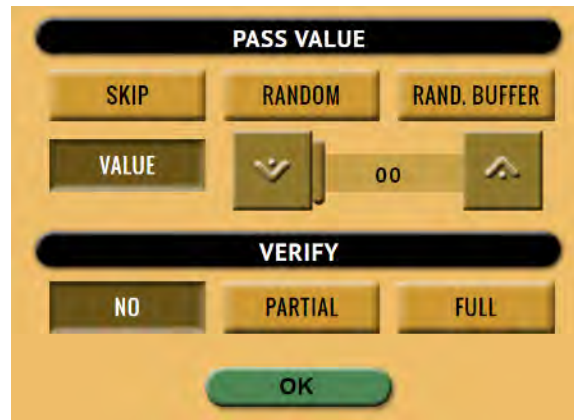 PASS VALUE
SKIP RANDOM RAND. BUFFER
VALUE 00
VERIFY
NO PARTIAL FULL
OK